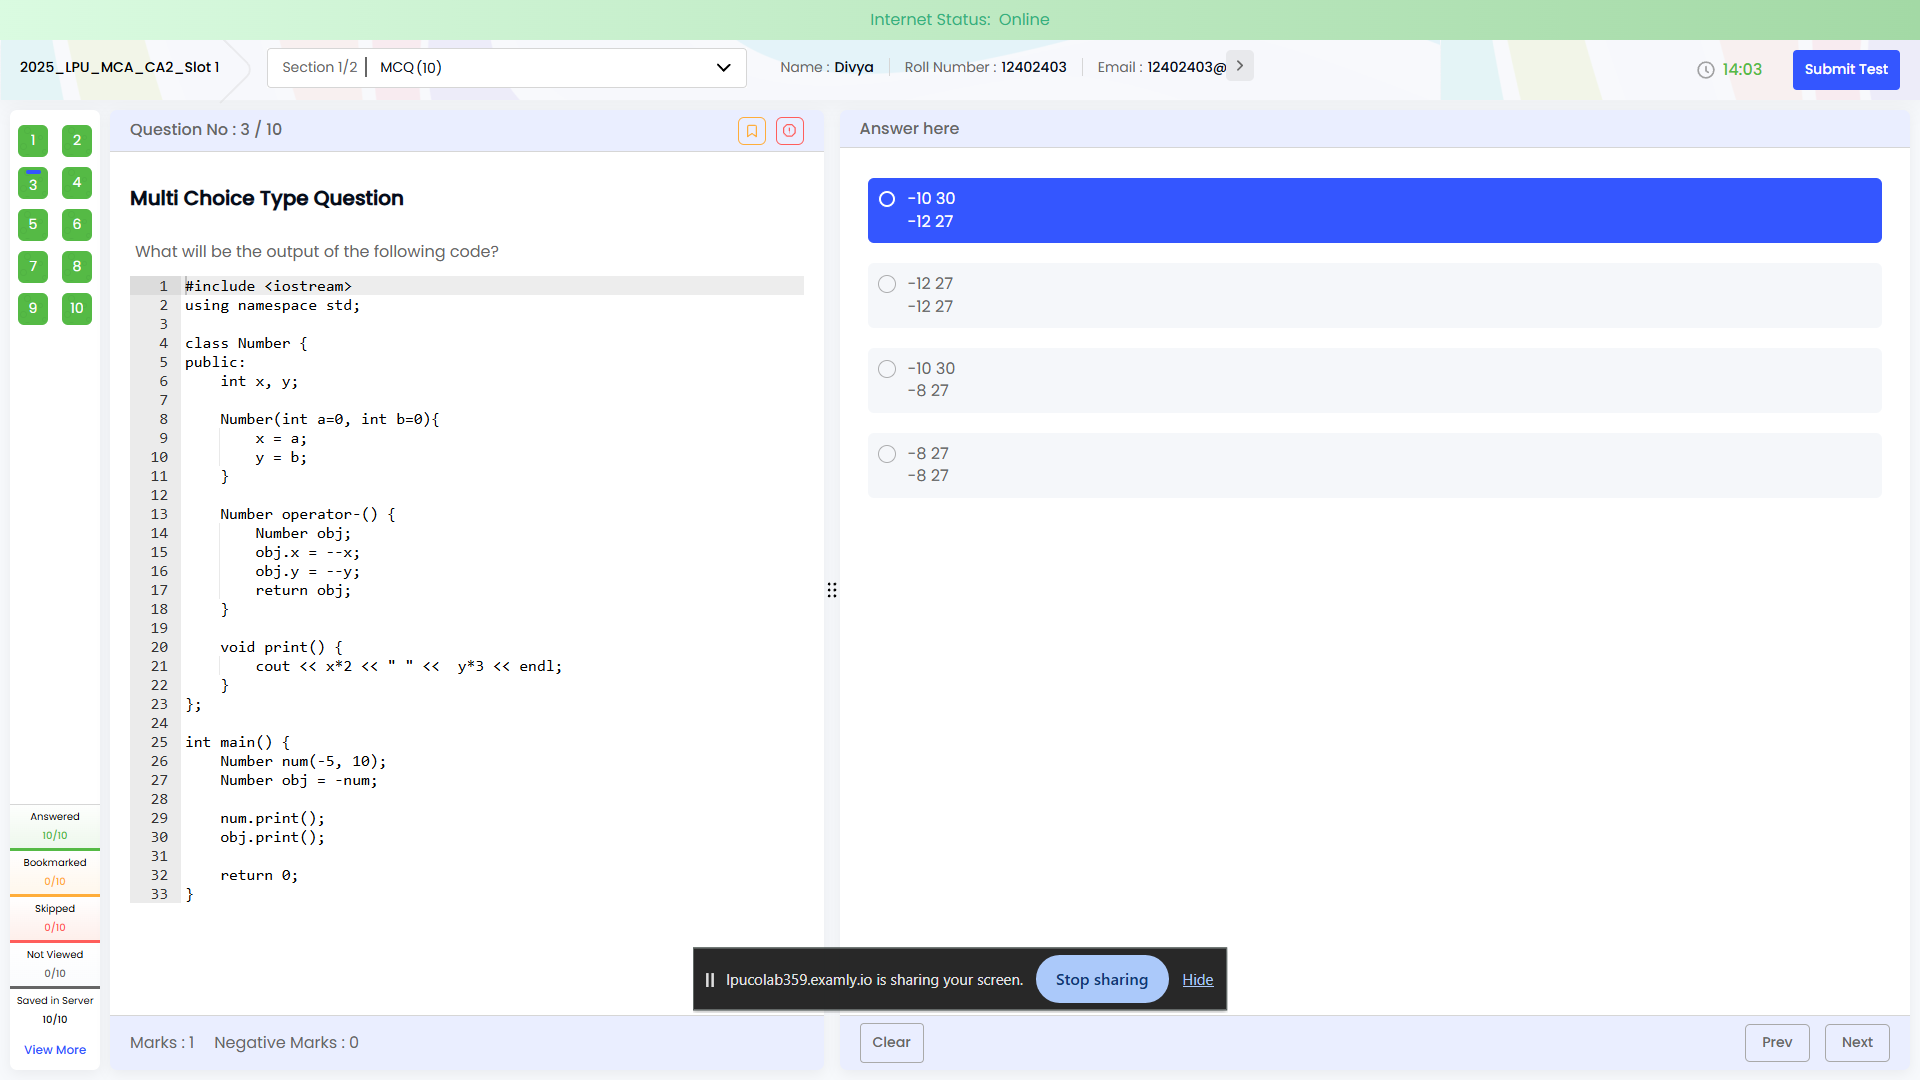 Internet Status: Online
2025_LPU_MCA_CA2_Slot 1
Section 1/2 | MCQ (10)
Name : Divya
Roll Number : 12402403
Email : 12402403@
14:03
Submit Test
1 2
3 4
5 6
7 8
9 10
Question No : 3 / 10
Multi Choice Type Question
What will be the output of the following code?
1 #include <iostream>
2 using namespace std;
3
4 class Number {
5 public:
6     int x, y;
7
8     Number(int a=0, int b=0){
9         x = a;
10         y = b;
11     }
12
13     Number operator-() {
14         Number obj;
15         obj.x = --x;
16         obj.y = --y;
17         return obj;
18     }
19
20     void print() {
21         cout << x*2 << " " <<  y*3 << endl;
22     }
23 };
24
25 int main() {
26     Number num(-5, 10);
27     Number obj = -num;
28
29     num.print();
30     obj.print();
31
32     return 0;
33 }
Marks : 1
Negative Marks : 0
Answer here
-10 30
-12 27
-12 27
-12 27
-10 30
-8 27
-8 27
-8 27
Clear
Prev
Next
Answered
10/10
Bookmarked
0/10
Skipped
0/10
Not Viewed
0/10
Saved in Server
10/10
View More
lpucolab359.examly.io is sharing your screen.
Stop sharing
Hide